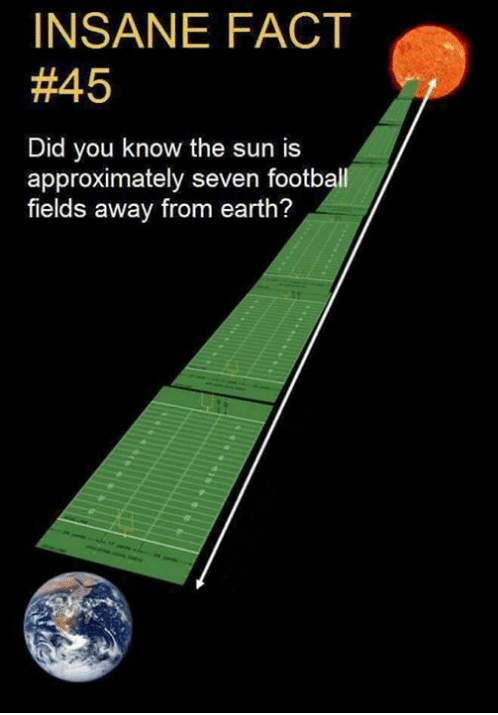 INSANE FACT
#45
Did you know the sun is
approximately seven football
fields away from earth?